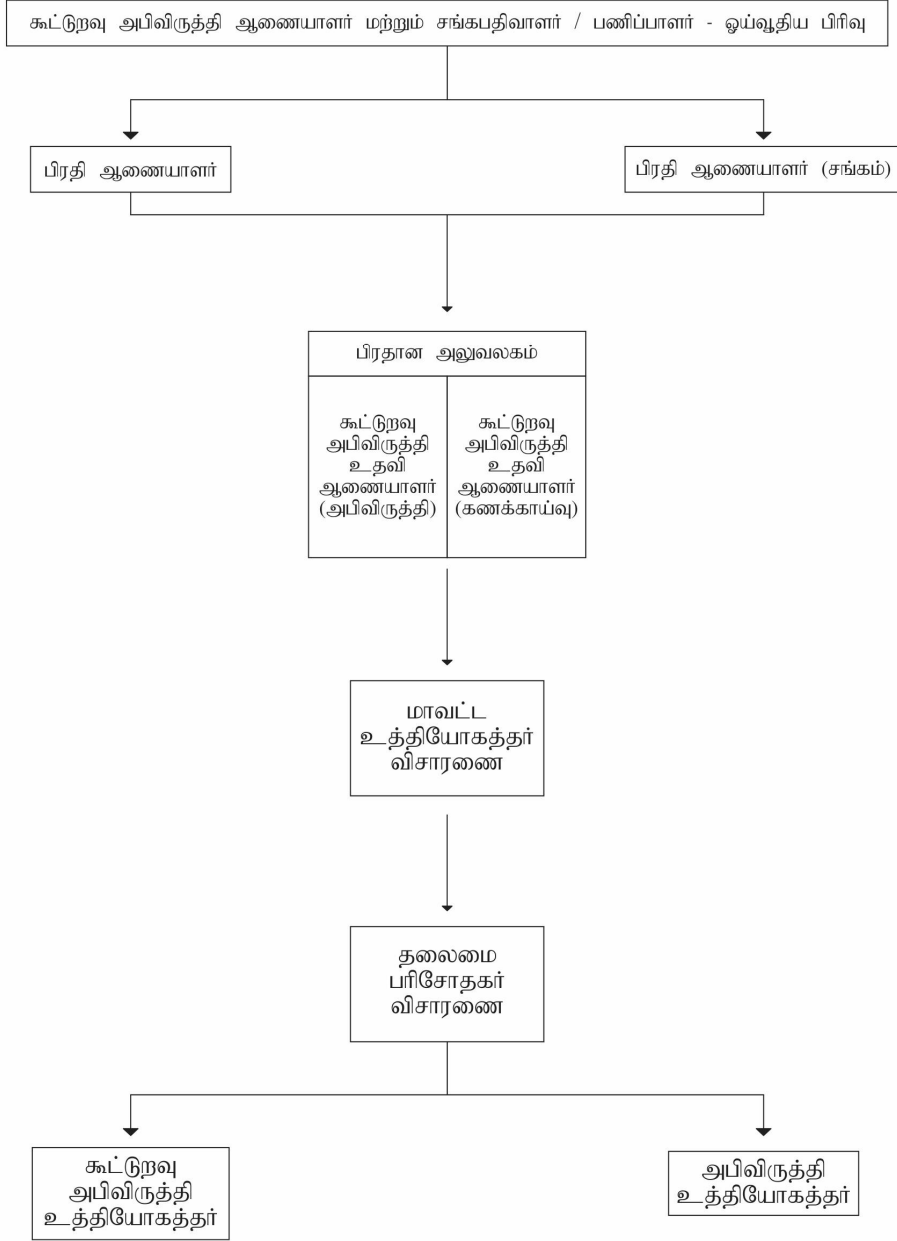 கூட்டுறவு அபிவிருத்தி ஆணையாளர் மற்றும் சங்கபதிவாளர் / பணிப்பாளர் - ஓய்வூதிய பிரிவு
பிரதி ஆணையாளர்
பிரதி ஆணையாளர் (சங்கம்)
பிரதான அலுவலகம்
கூட்டுறவு
அபிவிருத்தி
உதவி
ஆணையாளர்
(அபிவிருத்தி)
கூட்டுறவு
அபிவிருத்தி
உதவி
ஆணையாளர்
(கணக்காய்வு)
மாவட்ட
உத்தியோகத்தர்
விசாரணை
தலைமை
பரிசோதகர்
விசாரணை
கூட்டுறவு
அபிவிருத்தி
உத்தியோகத்தர்
அபிவிருத்தி
உத்தியோகத்தர்